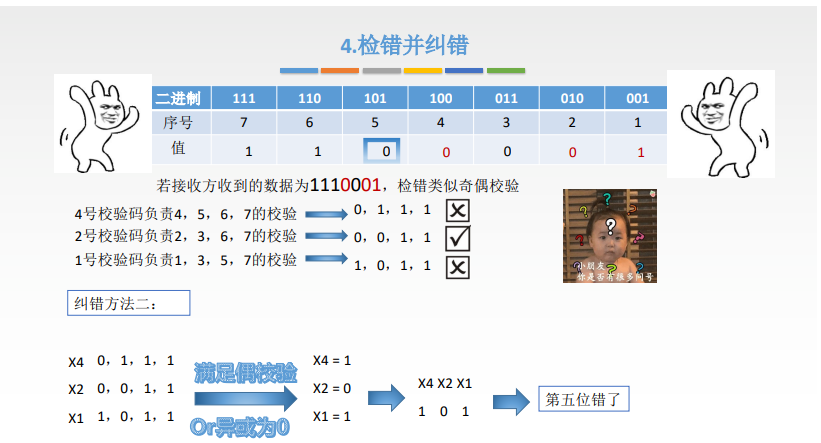 4.检错并纠错
二进制 111 110 101 100 011 010 001
序号 7 6 5 4 3 2 1
值 1 1 0 0 0 0 1
若接收方收到的数据为1110001，检错类似奇偶校验
4号校验码负责4，5，6，7的校验 0，1，1，1
2号校验码负责2，3，6，7的校验 0，0，1，1
1号校验码负责1，3，5，7的校验 1，0，1，1
小朋友
你是否有很多问号
纠错方法二：
X4 0，1，1，1 满足偶校验 X4 = 1
X2 0，0，1，1 X2 = 0
X4 X2 X1
1 0 1
第五位错了
X1 1，0，1，1 Or异或为0 X1 = 1